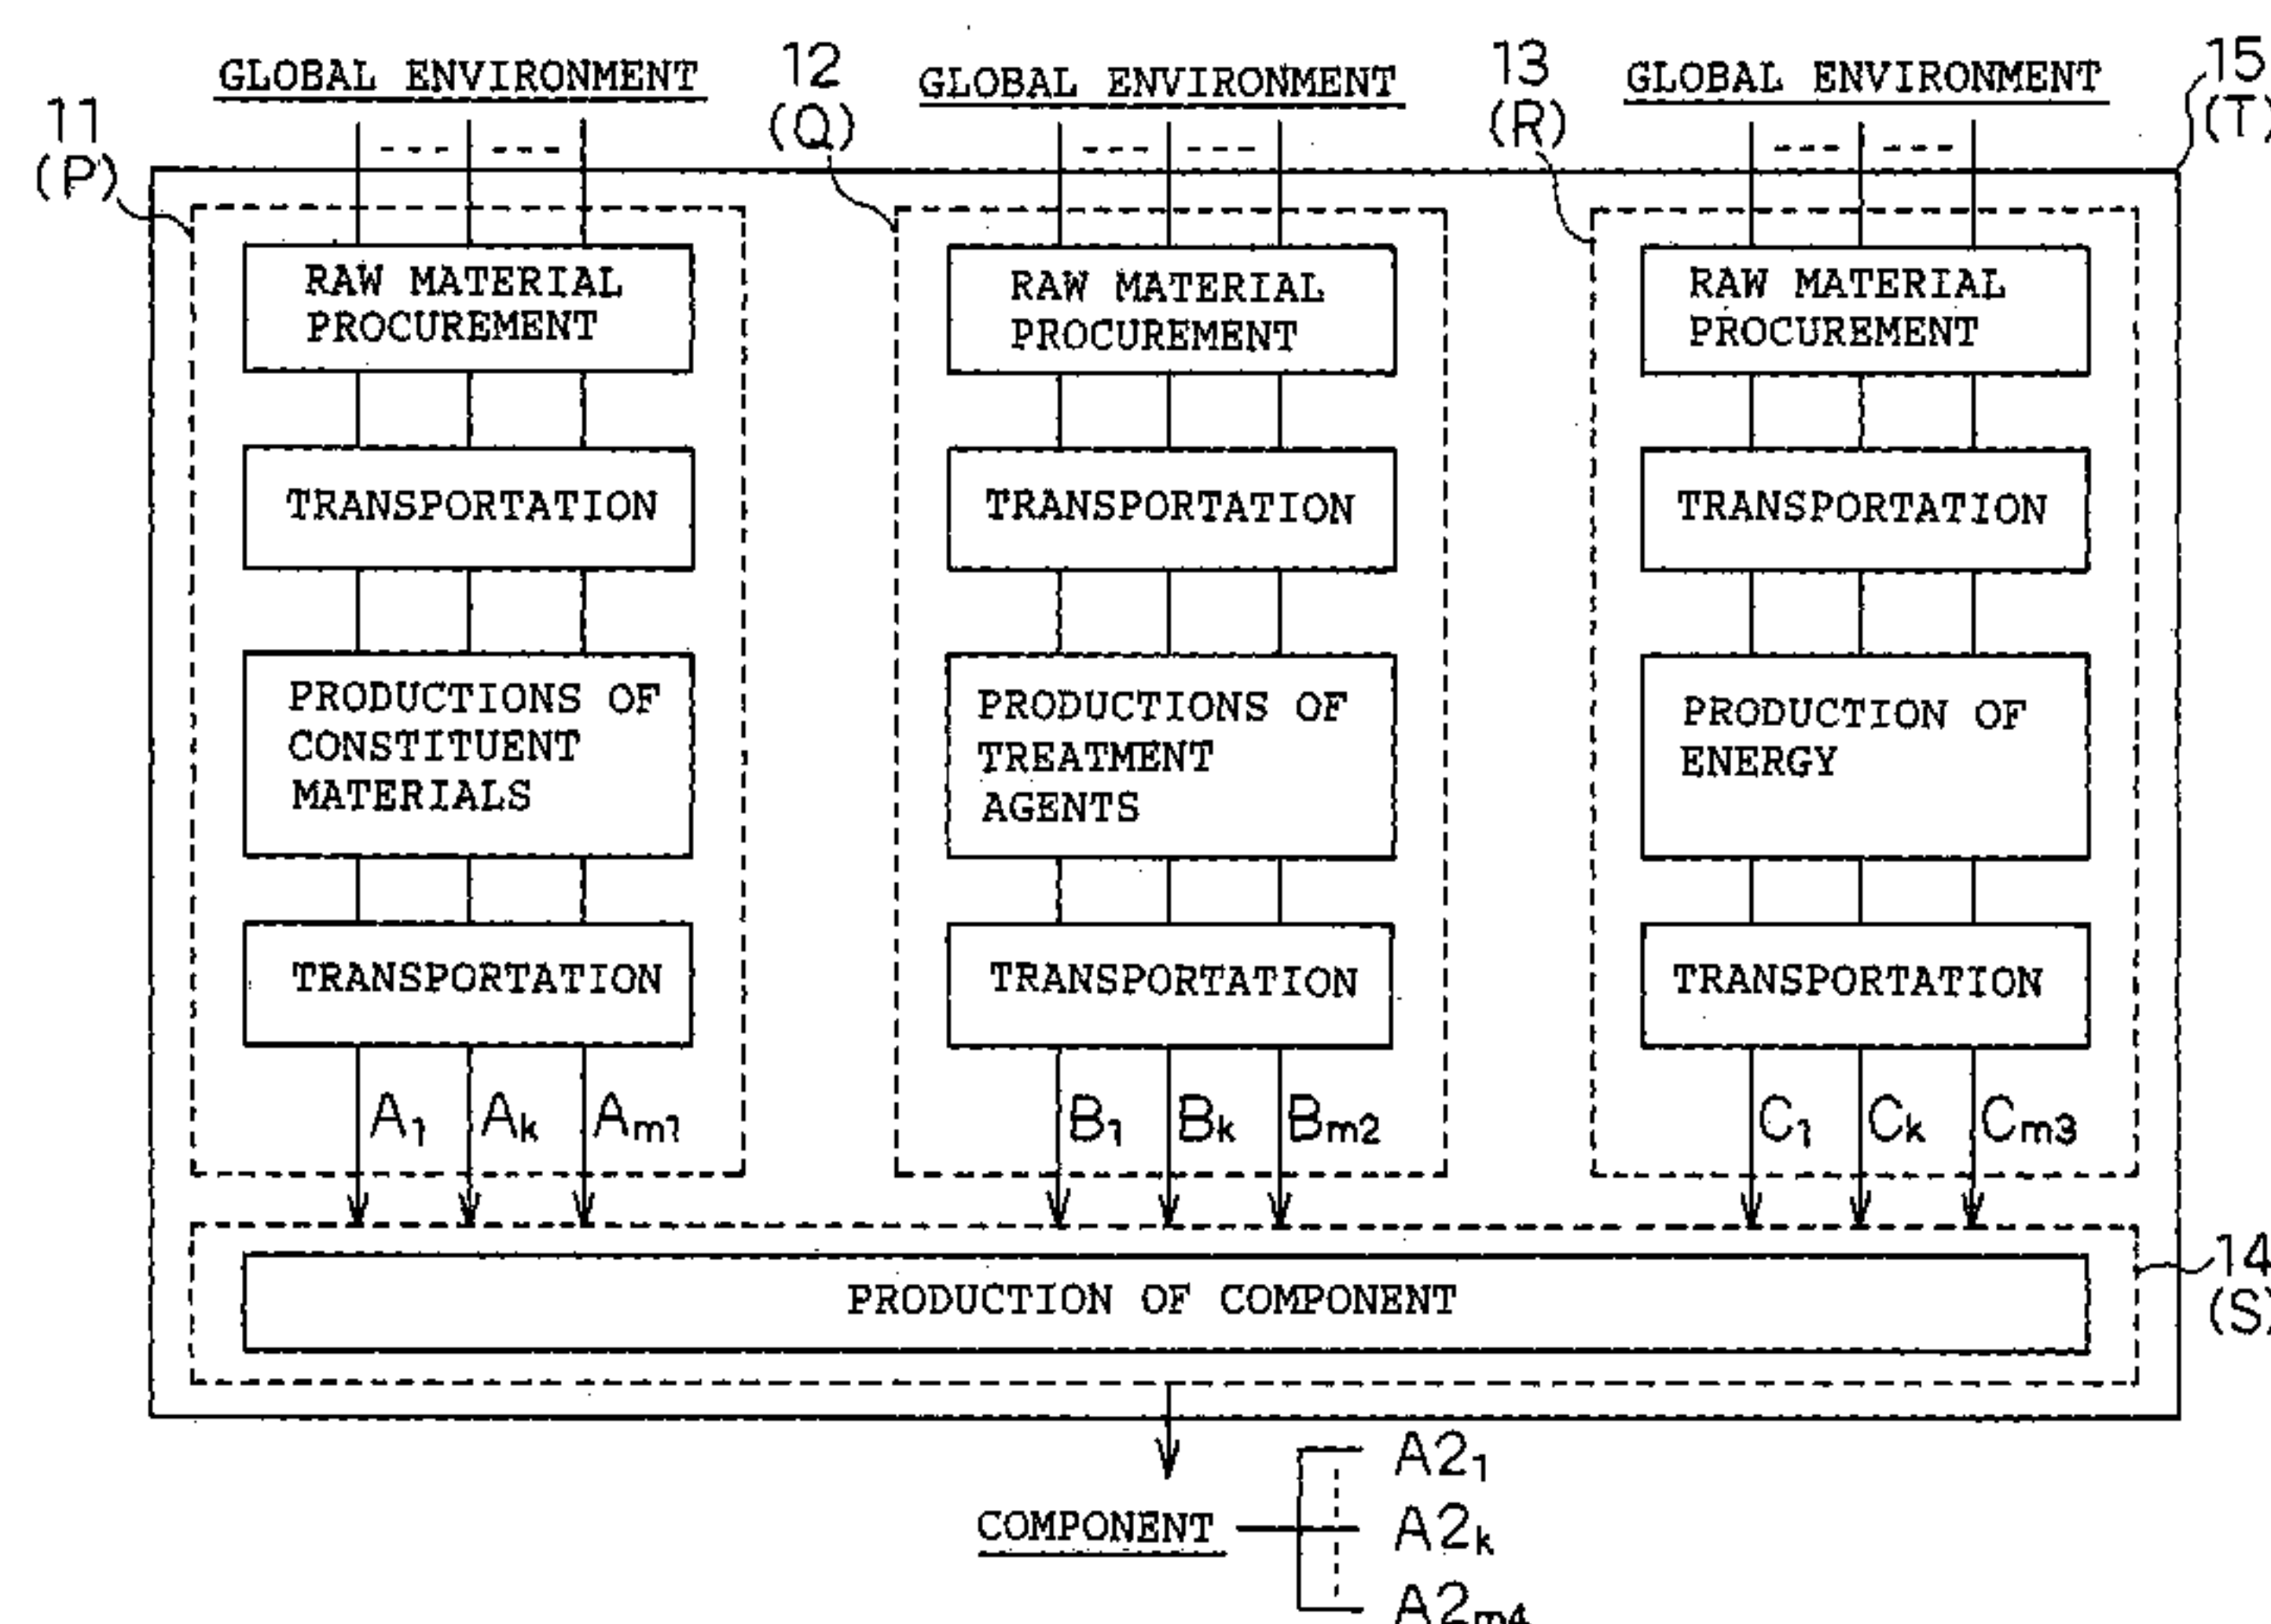 GLOBAL ENVIRONMENT
11
(P)
RAW MATERIAL
PROCUREMENT
TRANSPORTATION
PRODUCTIONS OF
CONSTITUENT
MATERIALS
TRANSPORTATION
A1 Ak Am1
GLOBAL ENVIRONMENT
12
(Q)
RAW MATERIAL
PROCUREMENT
TRANSPORTATION
PRODUCTIONS OF
TREATMENT
AGENTS
TRANSPORTATION
B1 Bk Bm2
GLOBAL ENVIRONMENT
13
(R)
RAW MATERIAL
PROCUREMENT
TRANSPORTATION
PRODUCTION OF
ENERGY
TRANSPORTATION
C1 Ck Cm3
15
(T)
PRODUCTION OF COMPONENT
14
(S)
COMPONENT
A21
A2k
A2m4